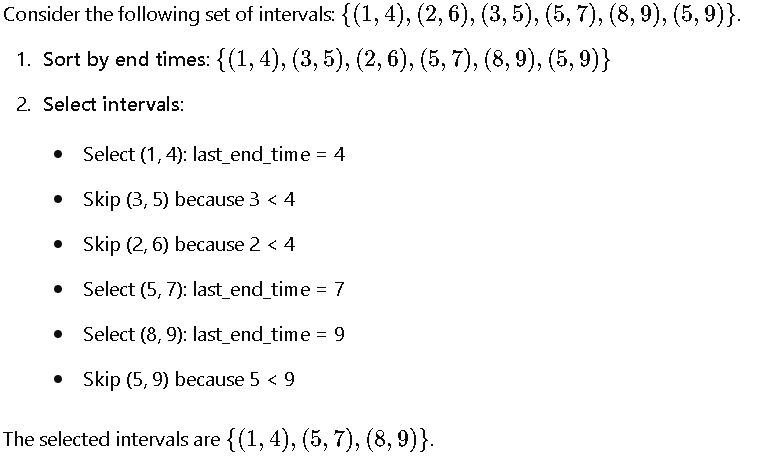 Consider the following set of intervals: {(1, 4), (2, 6), (3, 5), (5, 7), (8, 9), (5, 9)}.
1. Sort by end times: {(1, 4), (3, 5), (2, 6), (5, 7), (8, 9), (5, 9)}
2. Select intervals:
• Select (1, 4): last_end_time = 4
• Skip (3, 5) because 3 < 4
• Skip (2, 6) because 2 < 4
• Select (5, 7): last_end_time = 7
• Select (8, 9): last_end_time = 9
• Skip (5, 9) because 5 < 9
The selected intervals are {(1, 4), (5, 7), (8, 9)}.